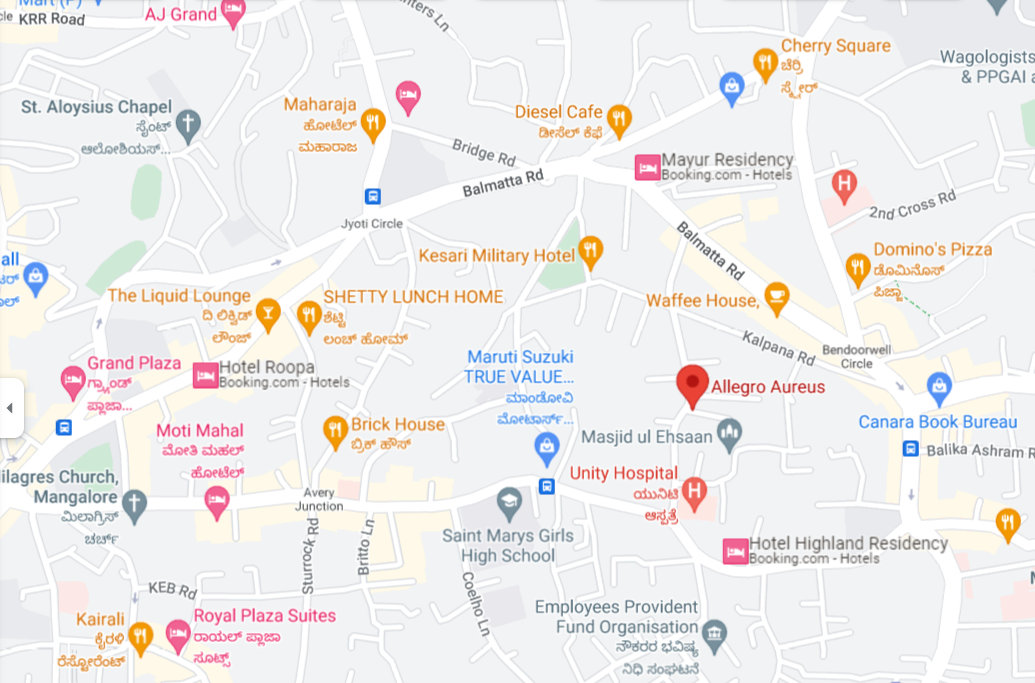 KRR Road
AJ Grand
Cherry Square
ಚೆರ್ರಿ
ಸ್ಕ್ವೇರ್
Wagologists
& PPGAI
St. Aloysius Chapel
ಸೈಂಟ್
ಆಲೋಶಿಯಸ್...
Maharaja
ಹೋಟೆಲ್
ಮಹಾರಾಜ
Diesel Cafe
ಡೀಸೆಲ್ ಕೆಫೆ
Bridge Rd
Balmatta Rd
Mayur Residency
Booking.com - Hotels
H
2nd Cross Rd
Jyoti Circle
Balmatta Rd
Kesari Military Hotel
Domino's Pizza
ಡೊಮಿನೋಸ್
ಪಿಜ್ಜಾ
The Liquid Lounge
ದಿ ಲಿಕ್ವಿಡ್
ಲೌಂಜ್
SHETTY LUNCH HOME
ಶೆಟ್ಟಿ
ಲಂಚ್ ಹೋಮ್
Waffee House,
Kalpana Rd
Bendoorwell
Circle
Grand Plaza
ಗ್ರ್ಯಾಂಡ್
ಪ್ಲಾಜಾ...
Hotel Roopa
Booking.com - Hotels
Maruti Suzuki
TRUE VALUE...
ಮಾಂಡೋವಿ
ಮೋಟಾರ್ಸ್...
Allegro Aureus
Canara Book Bureau
Moti Mahal
ಮೋತಿ ಮಹಲ್
ಹೋಟೆಲ್
Brick House
ಬ್ರಿಕ್ ಹೌಸ್
Masjid ul Ehsaan
Balika Ashram R
ilagres Church,
Mangalore
ಮಿಲಾಗ್ರಿಸ್
ಚರ್ಚ್
Unity Hospital
ಯುನಿಟಿ
ಆಸ್ಪತ್ರೆ
H
Avery
Junction
Sturrock Rd
Britto Ln
Saint Marys Girls
High School
Hotel Highland Residency
Booking.com - Hotels
Coelho Ln
KEB Rd
Kairali
ಕೈರಳಿ
ರೆಸ್ಟೋರೆಂಟ್
Royal Plaza Suites
ರಾಯಲ್ ಪ್ಲಾಜಾ
ಸೂಟ್ಸ್
Employees Provident
Fund Organisation
ನೌಕರರ ಭವಿಷ್ಯ
ನಿಧಿ ಸಂಘಟನೆ